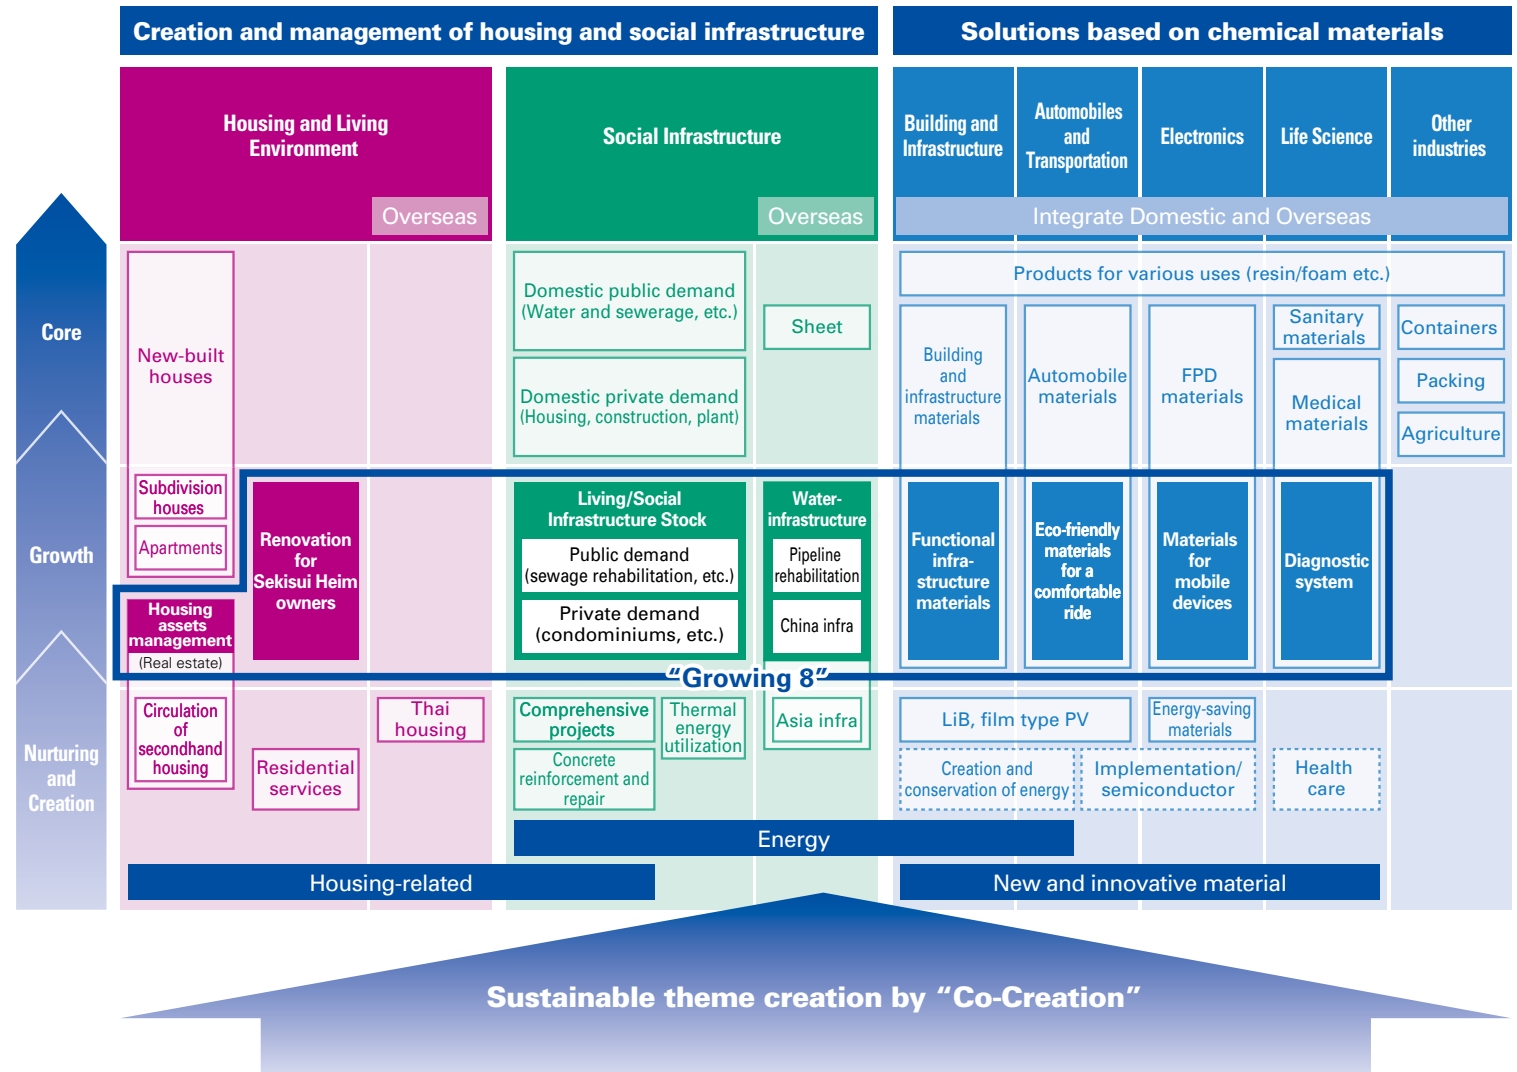 Creation and management of housing and social infrastructure
Solutions based on chemical materials
Housing and Living
Environment
Overseas
Social Infrastructure
Overseas
Building and
Infrastructure
Automobiles
and
Transportation
Electronics
Life Science
Other
industries
Integrate Domestic and Overseas
Core
New-built
houses
Domestic public demand
(Water and sewerage, etc.)
Domestic private demand
(Housing, construction, plant)
Sheet
Products for various uses (resin/foam etc.)
Building
and
infrastructure
materials
Automobile
materials
FPD
materials
Sanitary
materials
Medical
materials
Containers
Packing
Agriculture
Growth
Subdivision
houses
Apartments
Housing
assets
management
(Real estate)
Renovation
for
Sekisui Heim
owners
Living/Social
Infrastructure Stock
Public demand
(sewage rehabilitation, etc.)
Private demand
(condominiums, etc.)
Water-
infrastructure
Pipeline
rehabilitation
China infra
Functional
infra-
structure
materials
Eco-friendly
materials
for a
comfortable
ride
Materials
for
mobile
devices
Diagnostic
system
“Growing 8”
Nurturing
and
Creation
Circulation
of
secondhand
housing
Residential
services
Thai
housing
Comprehensive
projects
Concrete
reinforcement and
repair
Thermal
energy
utilization
Asia infra
LiB, film type PV
Energy-saving
materials
Creation and
conservation of energy
Implementation/
semiconductor
Health
care
Energy
Housing-related
New and innovative material
Sustainable theme creation by “Co-Creation”